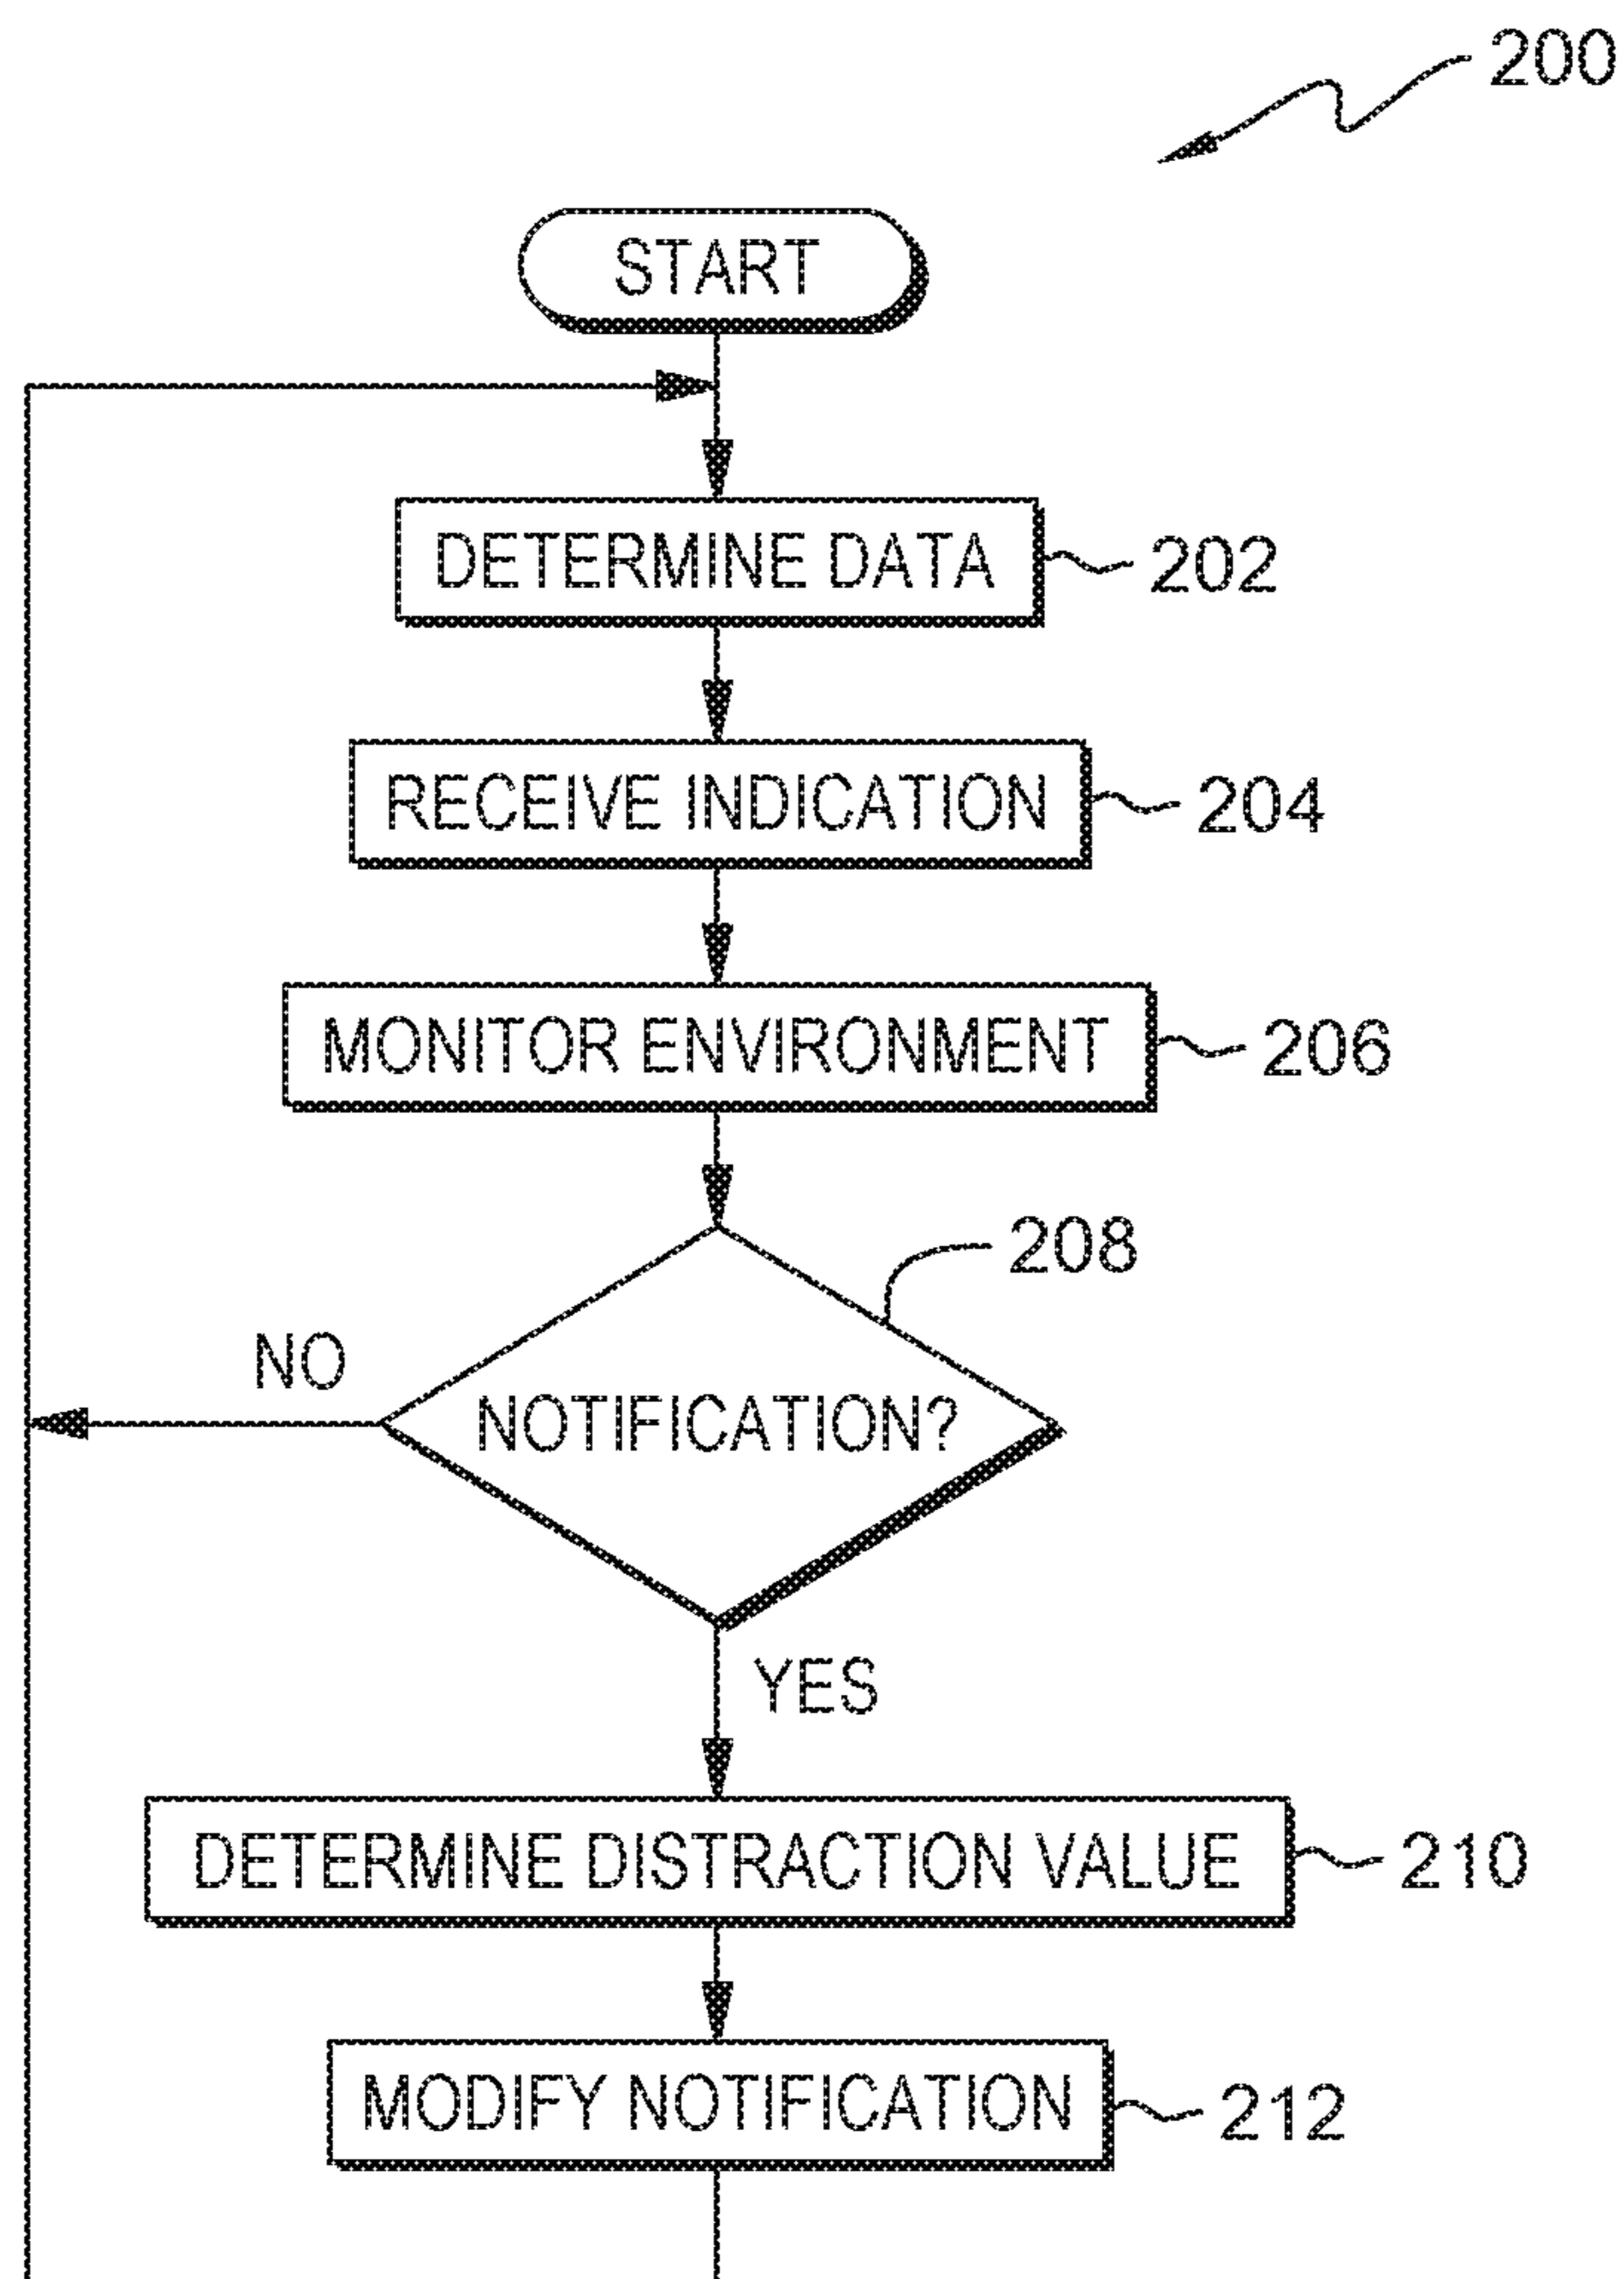 200
START
DETERMINE DATA
202
RECEIVE INDICATION
204
MONITOR ENVIRONMENT
206
208
NO
NOTIFICATION?
YES
DETERMINE DISTRACTION VALUE
210
MODIFY NOTIFICATION
212